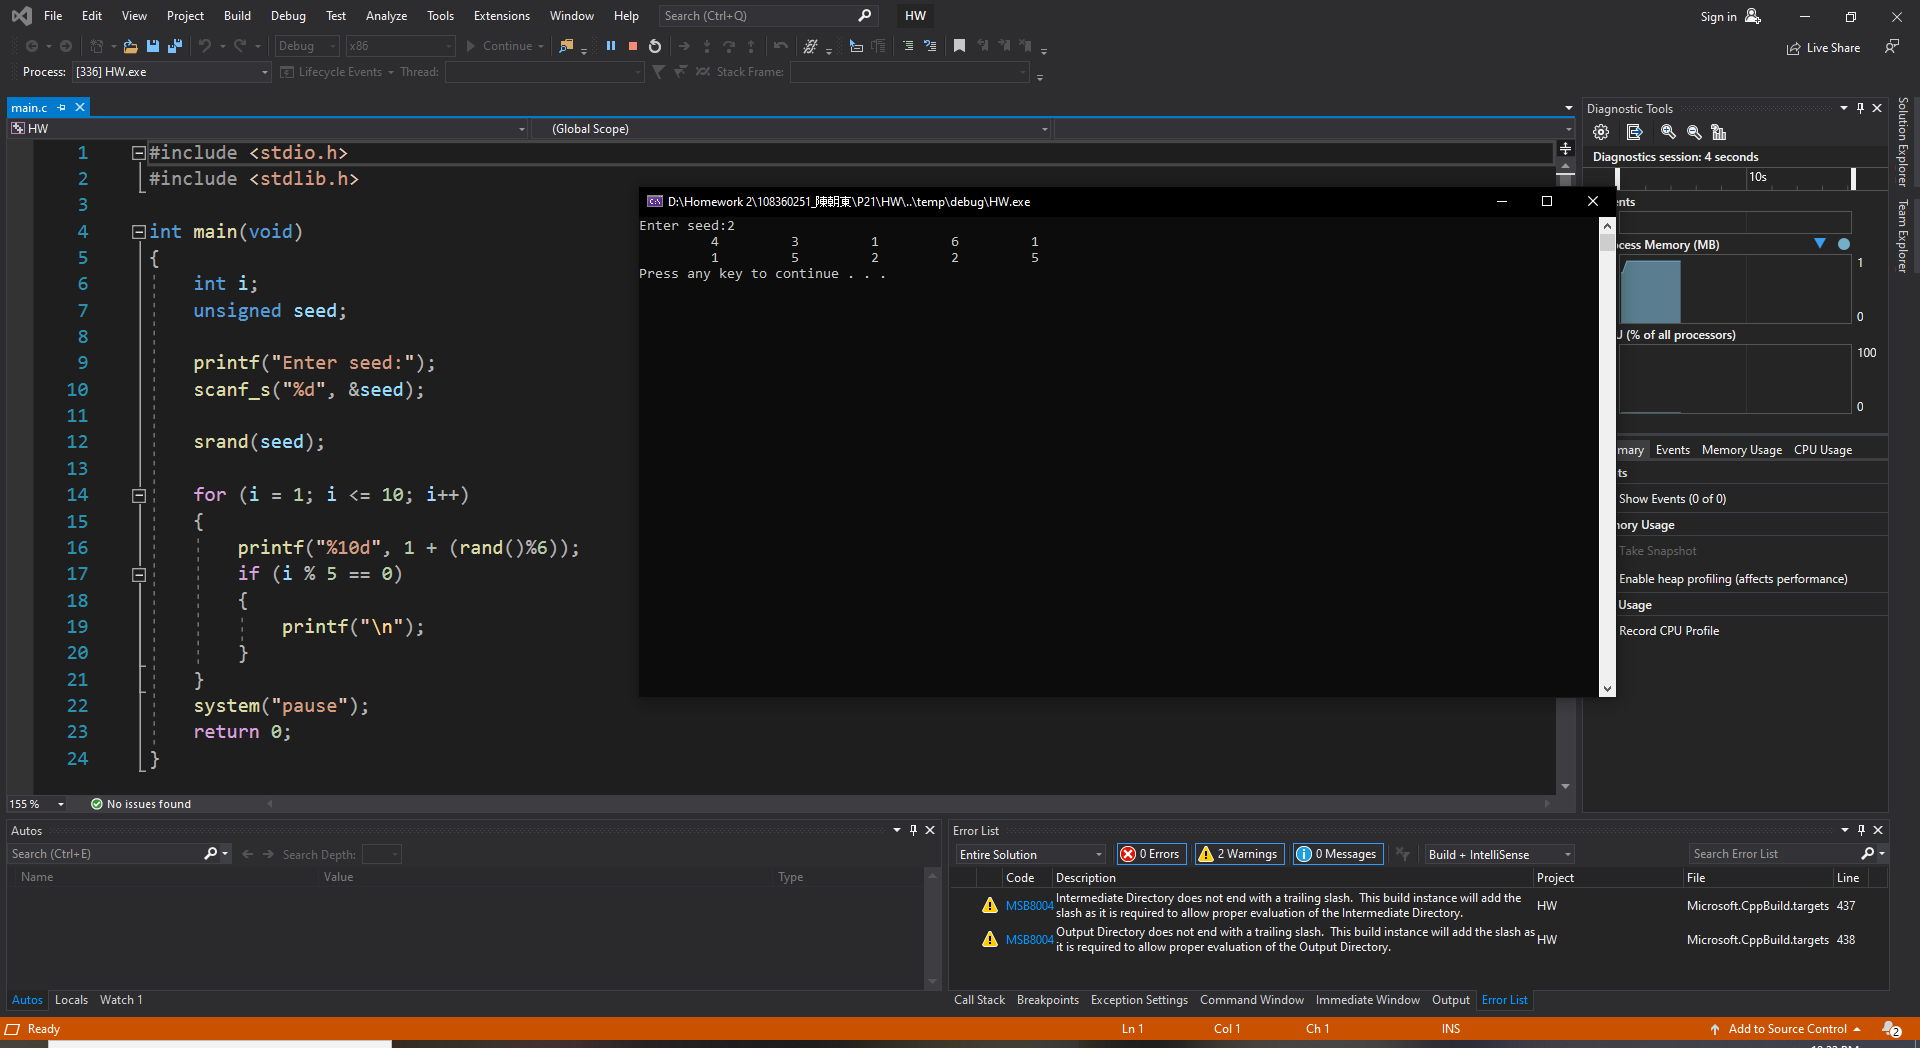 File Edit View Project Build Debug Test Analyze Tools Extensions Window Help Search (Ctrl+Q) HW Sign in
Debug x86 Continue Live Share
Process: [336] HW.exe Lifecycle Events Thread: Stack Frame:
main.c
HW (Global Scope)
1 #include <stdio.h>
2 #include <stdlib.h>
3
4 int main(void)
5 {
6 int i;
7 unsigned seed;
8
9 printf("Enter seed:");
10 scanf_s("%d", &seed);
11
12 srand(seed);
13
14 for (i = 1; i <= 10; i++)
15 {
16 printf("%10d", 1 + (rand()%6));
17 if (i % 5 == 0)
18 {
19 printf("\n");
20 }
21 }
22 system("pause");
23 return 0;
24 }
155 % No issues found
D:\Homework 2\108360251_陳朝東\P21\HW\..\temp\debug\HW.exe
Enter seed:2
4 3 1 6 1
1 5 2 2 5
Press any key to continue . . .
Diagnostic Tools
Diagnostics session: 4 seconds
10s
ents
cess Memory (MB)
1
0
U (% of all processors)
100
0
mary Events Memory Usage CPU Usage
ts
Show Events (0 of 0)
ory Usage
Take Snapshot
Enable heap profiling (affects performance)
Usage
Record CPU Profile
Solution Explorer
Team Explorer
Autos
Search (Ctrl+E) Search Depth:
Name Value Type
Autos Locals Watch 1
Error List
Entire Solution 0 Errors 2 Warnings 0 Messages Build + IntelliSense Search Error List
Code Description Project File Line
MSB8004 Intermediate Directory does not end with a trailing slash. This build instance will add the
slash as it is required to allow proper evaluation of the Intermediate Directory. HW Microsoft.CppBuild.targets 437
MSB8004 Output Directory does not end with a trailing slash. This build instance will add the slash as
it is required to allow proper evaluation of the Output Directory. HW Microsoft.CppBuild.targets 438
Call Stack Breakpoints Exception Settings Command Window Immediate Window Output Error List
Ready Ln 1 Col 1 Ch 1 INS Add to Source Control 2